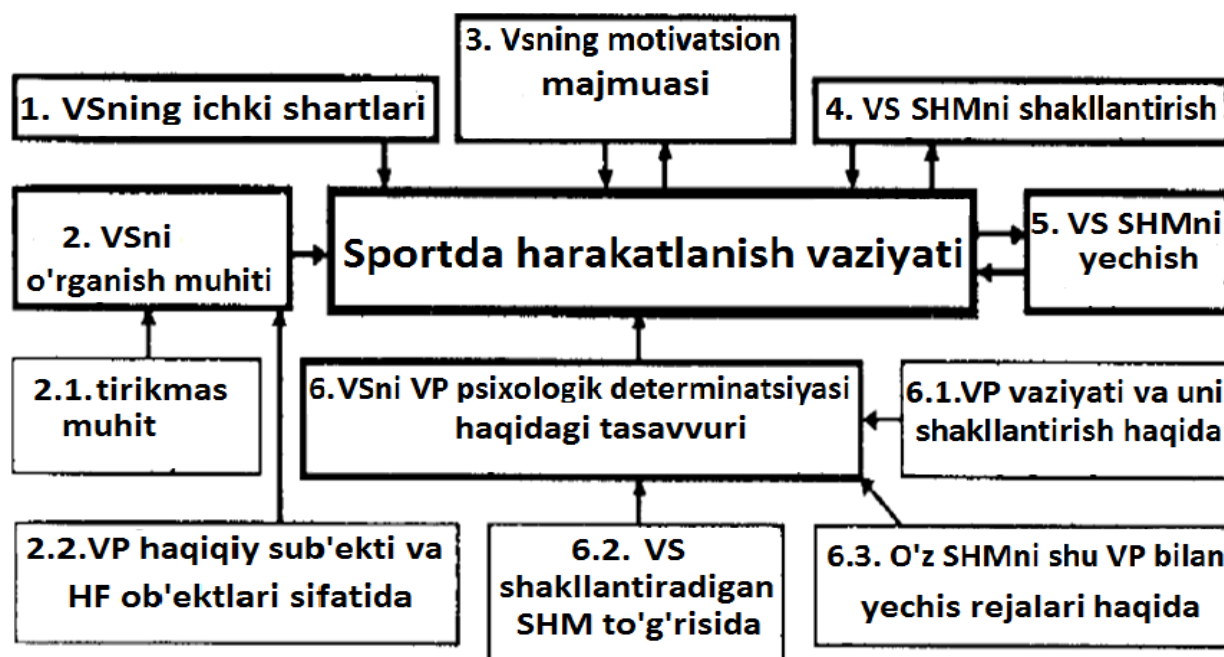 3. Vsning motivatsion
majmuasi
1. VSning ichki shartlari
4. VS SHMni shakllantirish
2. VSni
o'rganish muhiti
Sportda harakatlanish vaziyati
5. VS SHMni
yechish
2.1.tirikmas
muhit
6.VSni VP psixologik determinatsiyasi
haqidagi tasavvuri
6.1.VP vaziyati va uni
shakllantirish haqida
2.2.VP haqiqiy sub'ekti va
HF ob'ektlari sifatida
6.2. VS
shakllantiradigan
SHM to'g'risida
6.3. O'z SHMni shu VP bilan
yechis rejalari haqida